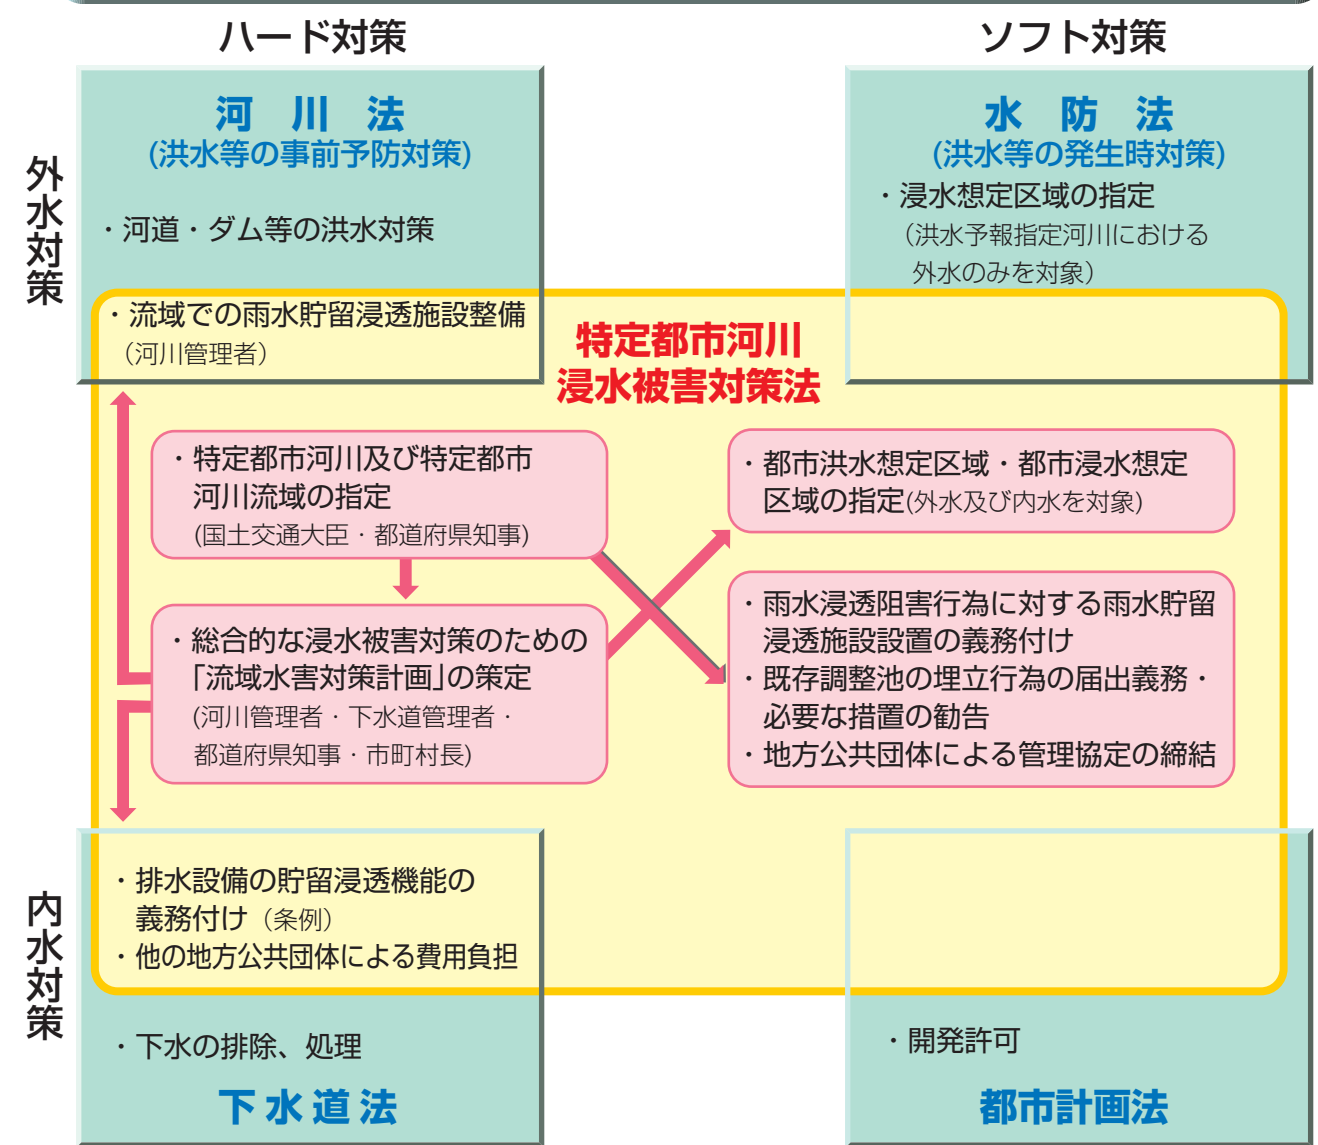 ハード対策
ソフト対策
外水対策
河川法
(洪水等の事前予防対策)
・河道・ダム等の洪水対策
・流域での雨水貯留浸透施設整備
（河川管理者）
水防法
(洪水等の発生時対策)
・浸水想定区域の指定
（洪水予報指定河川における
外水のみを対象）
特定都市河川
浸水被害対策法
・特定都市河川及び特定都市
河川流域の指定
(国土交通大臣・都道府県知事)
・総合的な浸水被害対策のための
「流域水害対策計画」の策定
(河川管理者・下水道管理者・
都道府県知事・市町村長)
・都市洪水想定区域・都市浸水想定
区域の指定(外水及び内水を対象)
・雨水浸透阻害行為に対する雨水貯留
浸透施設設置の義務付け
・既存調整池の埋立行為の届出義務・
必要な措置の勧告
・地方公共団体による管理協定の締結
内水対策
・排水設備の貯留浸透機能の
義務付け（条例）
・他の地方公共団体による費用負担
・下水の排除、処理
下水道法
・開発許可
都市計画法